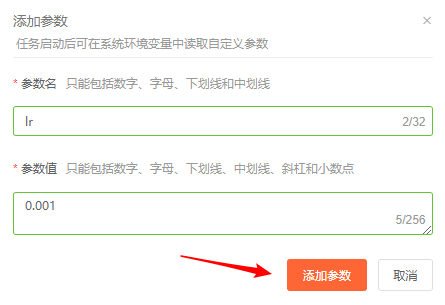 添加参数
任务启动后可在系统环境变量中读取自定义参数
* 参数名 只能包括数字、字母、下划线和中划线
lr 2/32
* 参数值 只能包括数字、字母、下划线、中划线、斜杠和小数点
0.001
5/256
添加参数 取消